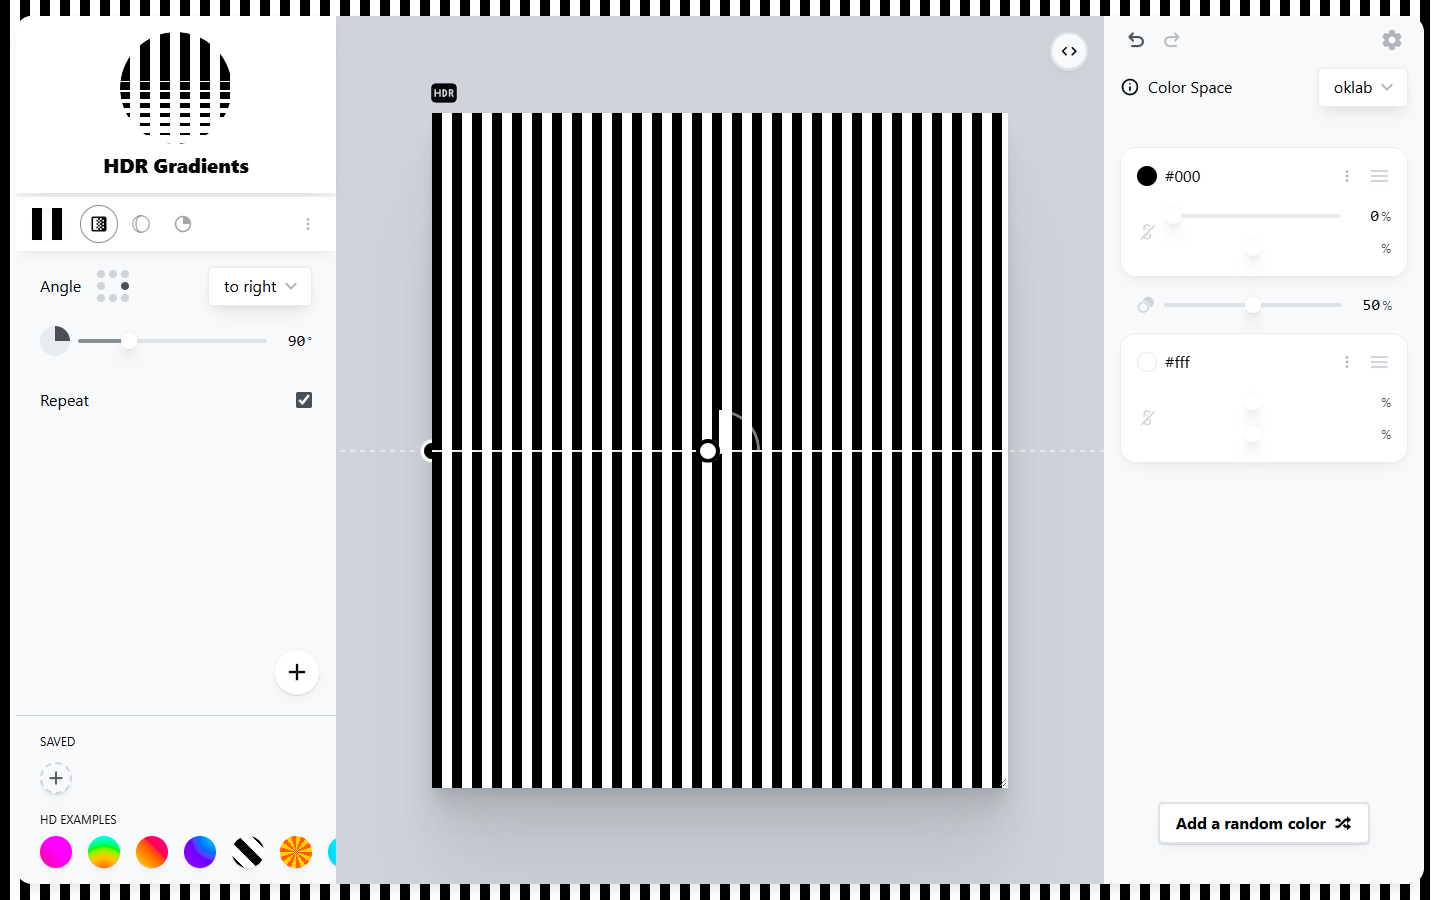 HDR Gradients
Angle
to right
90°
Repeat
SAVED
HD EXAMPLES
HDR
Color Space
oklab
#000
0%
%
50%
#fff
%
%
Add a random color